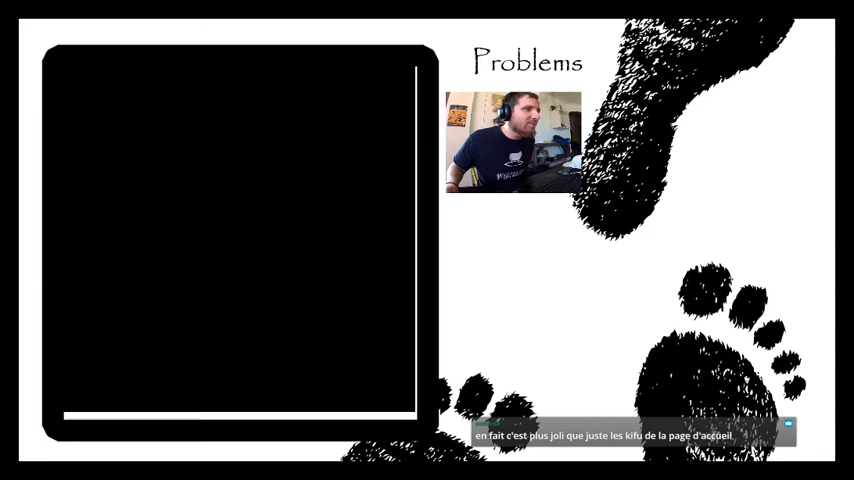 Problems
en fait c'est plus joli que juste les kifu de la page d'accueil